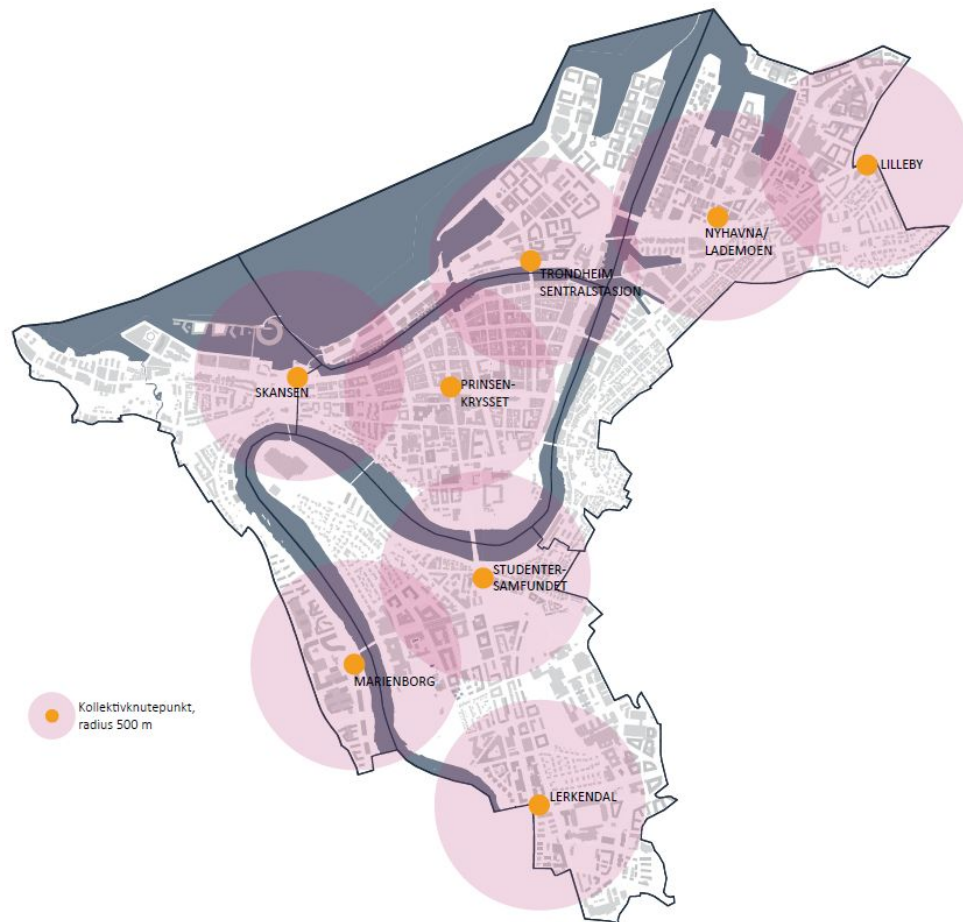 LILLEBY
NYHAVNA/
LADEMOEN
TRONDHEIM
SENTRALSTASJON
SKANSEN
PRINSEN-
KRYSSET
STUDENTER-
SAMFUNDET
MARIENBORG
Kollektivknutepunkt,
radius 500 m
LERKENDAL